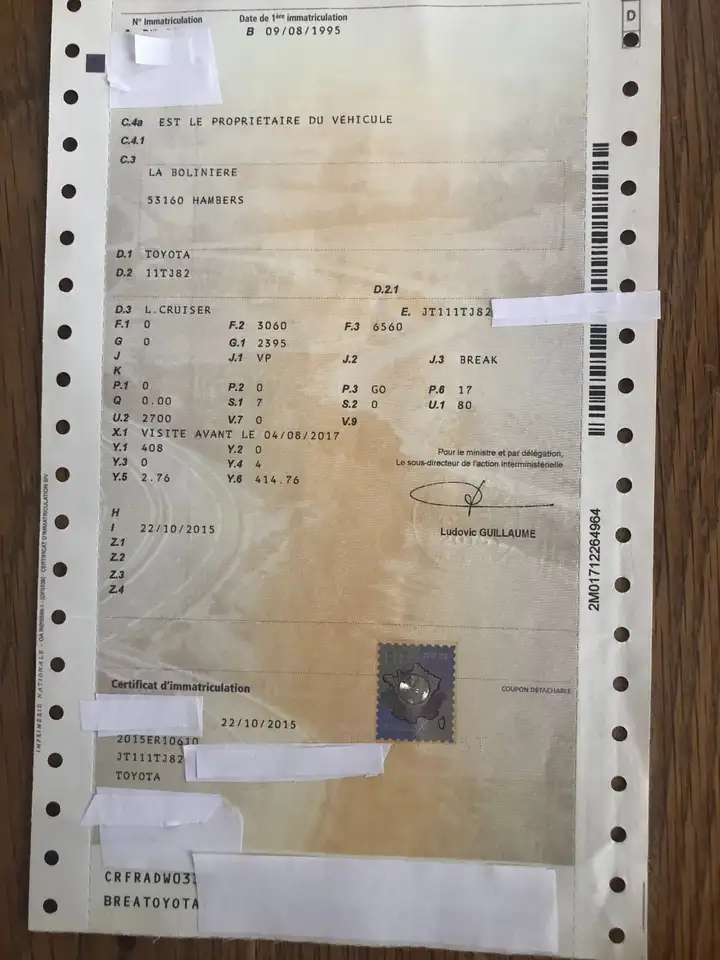 N° Immatriculation Date de 1ère immatriculation
B 09/08/1995
D
C.4a EST LE PROPRIETAIRE DU VEHICULE
C.4.1
C.3
LA BOLINIERE
53160 HAMBERS
D.1 TOYOTA
D.2 11TJ82
D.2.1
D.3 L.CRUISER E. JT111TJ82
F.1 0 F.2 3060 F.3 6560
G 0 G.1 2395
J J.1 VP J.2 J.3 BREAK
K
P.1 0 P.2 0 P.3 GO P.6 17
Q 0.00 S.1 7 S.2 0 U.1 80
U.2 2700 V.7 0 V.9
X.1 VISITE AVANT LE 04/08/2017
Y.1 408 Y.2 0
Y.3 0 Y.4 4
Y.5 2.76 Y.6 414.76
Pour le ministre et par délégation,
Le sous-directeur de l'action interministérielle
Ludovic GUILLAUME
H
I 22/10/2015
Z.1
Z.2
Z.3
Z.4
2M01712264964
Certificat d'immatriculation COUPON DÉTACHABLE
22/10/2015
2015ER10610
JT111TJ82
TOYOTA
CRFRADW03
BREATOYOTA
IMPRIMERIE NATIONALE
CERTIFICAT D'IMMATRICULATION